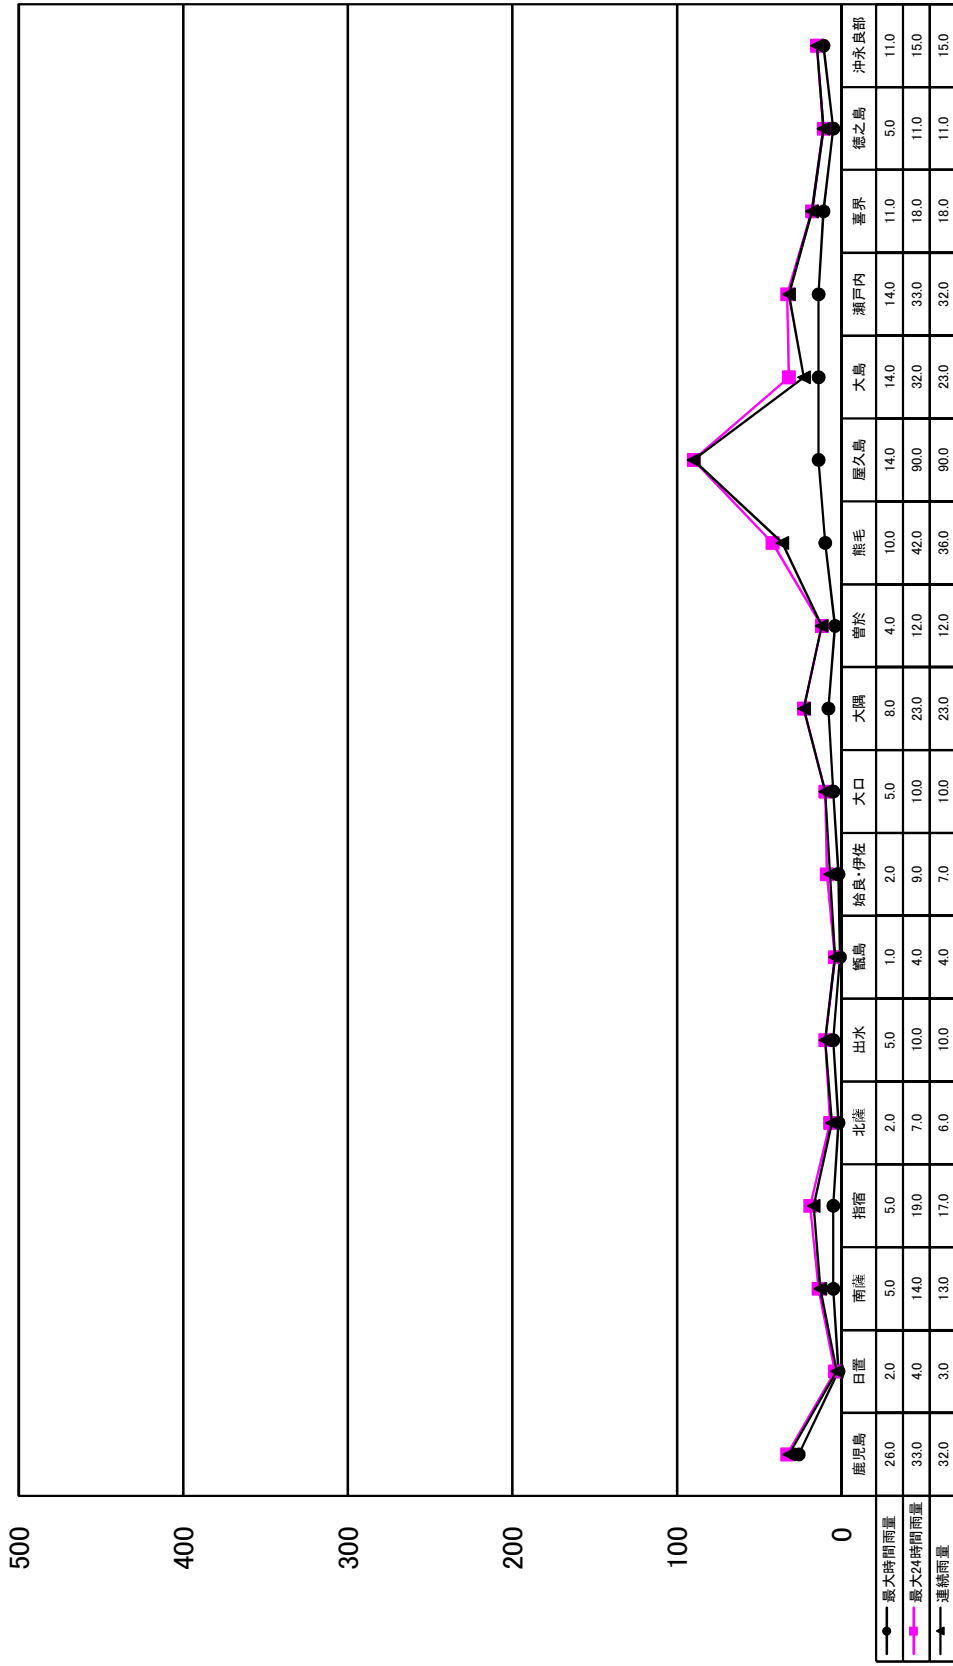 500
400
300
200
100
0
鹿児島 日置 南薩 指宿 北薩 出水 甑島 姶良・伊佐 大口 大隅 曽於 熊毛 屋久島 大島 瀬戸内 喜界 徳之島 沖永良部
最大時間雨量 26.0 2.0 5.0 5.0 2.0 5.0 1.0 2.0 5.0 8.0 4.0 10.0 14.0 14.0 14.0 11.0 5.0 11.0
最大24時間雨量 33.0 4.0 14.0 19.0 7.0 10.0 4.0 9.0 10.0 23.0 12.0 42.0 90.0 32.0 33.0 18.0 11.0 15.0
連続雨量 32.0 3.0 13.0 17.0 6.0 10.0 4.0 7.0 10.0 23.0 12.0 36.0 90.0 23.0 32.0 18.0 11.0 15.0